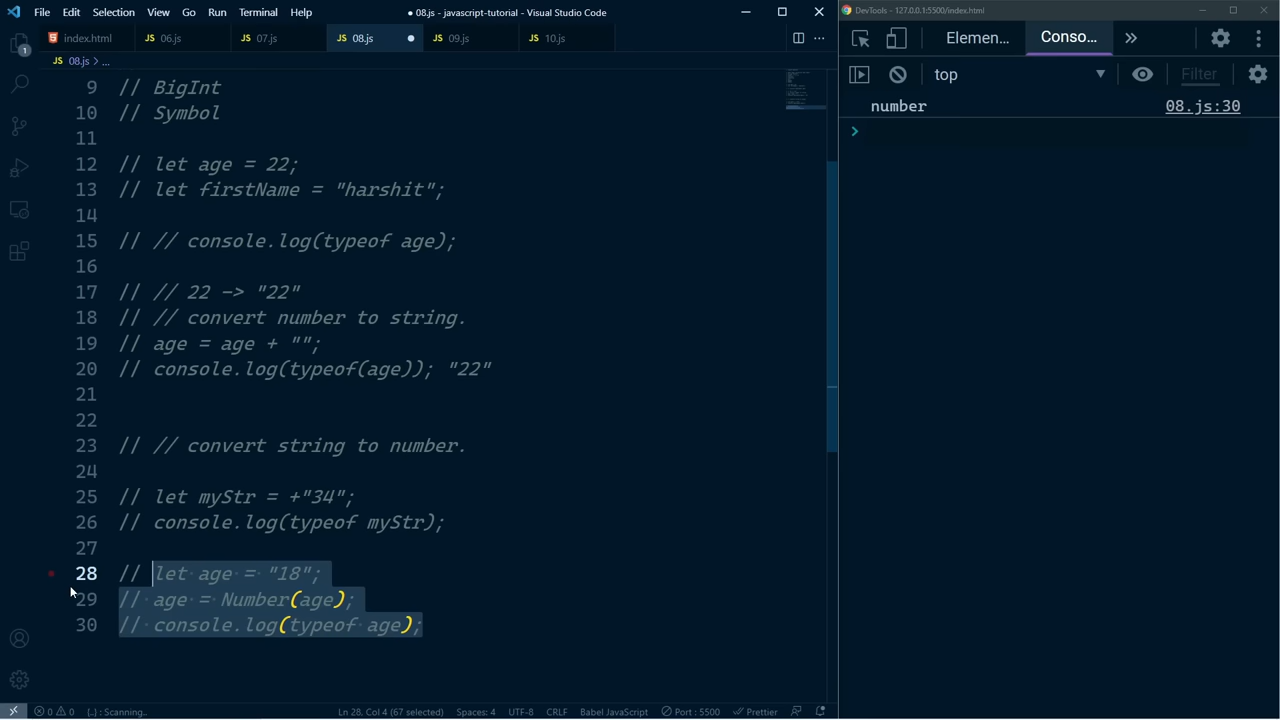 File Edit Selection View Go Run Terminal Help
● 08.js - javascript-tutorial - Visual Studio Code
index.html JS 06.js JS 07.js JS 08.js JS 09.js JS 10.js
JS 08.js > ...
9 // BigInt
10 // Symbol
11
12 // let age = 22;
13 // let firstName = "harshit";
14
15 // // console.log(typeof age);
16
17 // // 22 -> "22"
18 // // convert number to string.
19 // age = age + "";
20 // console.log(typeof(age)); "22"
21
22
23 // // convert string to number.
24
25 // let myStr = +"34";
26 // console.log(typeof myStr);
27
28 // let age = "18";
29 // age = Number(age);
30 // console.log(typeof age);
1
0 0 {..} : Scanning.. Ln 28, Col 4 (67 selected) Spaces: 4 UTF-8 CRLF Babel JavaScript Port : 5500 Prettier
DevTools - 127.0.0.1:5500/index.html
Elemen... Conso... »
top Filter
number 08.js:30
>